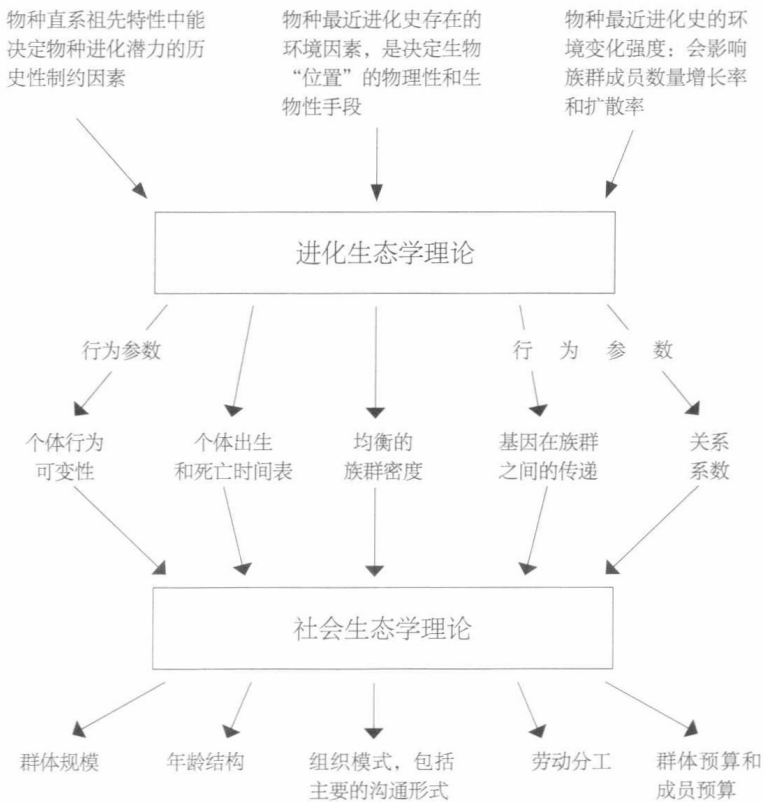 物种直系祖先特性中能
决定物种进化潜力的历
史性制约因素
物种最近进化史存在的
环境因素，是决定生物
“位置”的物理性和生
物性手段
物种最近进化史的环
境变化强度：会影响
族群成员数量增长率
和扩散率
进化生态学理论
行为参数
行为参数
个体行为
可变性
个体出生
和死亡时间表
均衡的
族群密度
基因在族群
之间的传递
关系
系数
社会生态学理论
群体规模
年龄结构
组织模式，包括
主要的沟通形式
劳动分工
群体预算和
成员预算